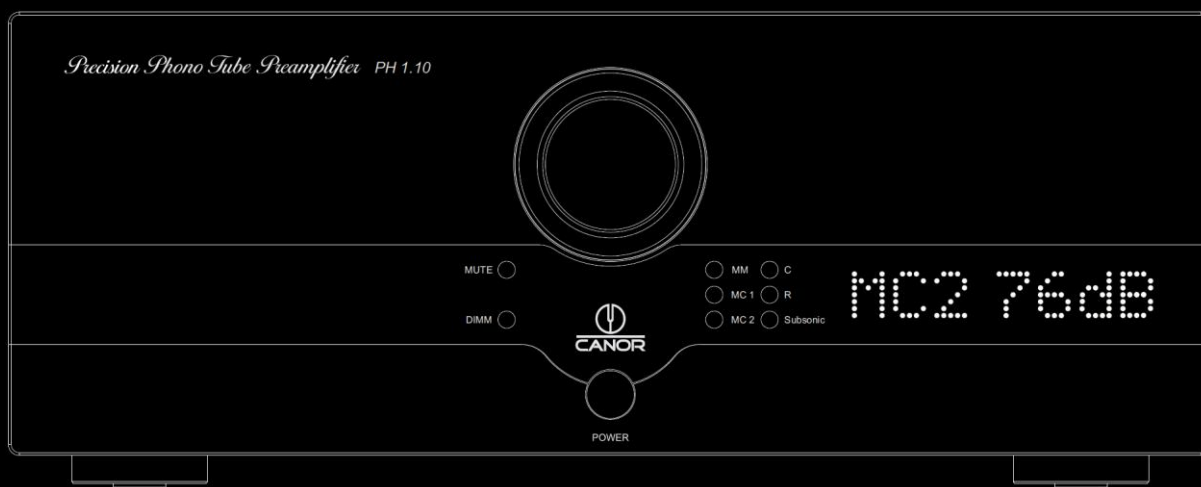 Precision Phono Tube Preamplifier PH 1.10
MUTE
DIMM
CANOR
MM C
MC 1 R
MC 2 Subsonic
MC2 76dB
POWER